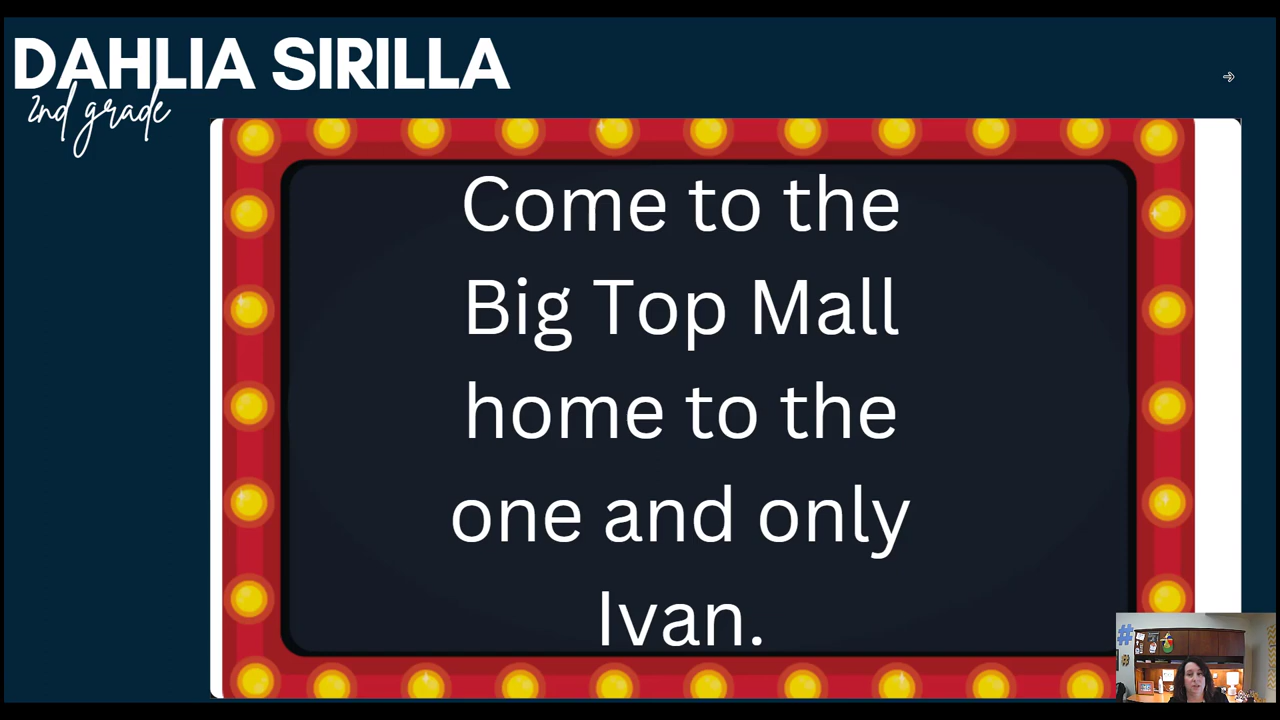 DAHLIA SIRILLA
2nd grade
Come to the
Big Top Mall
home to the
one and only
Ivan.
#